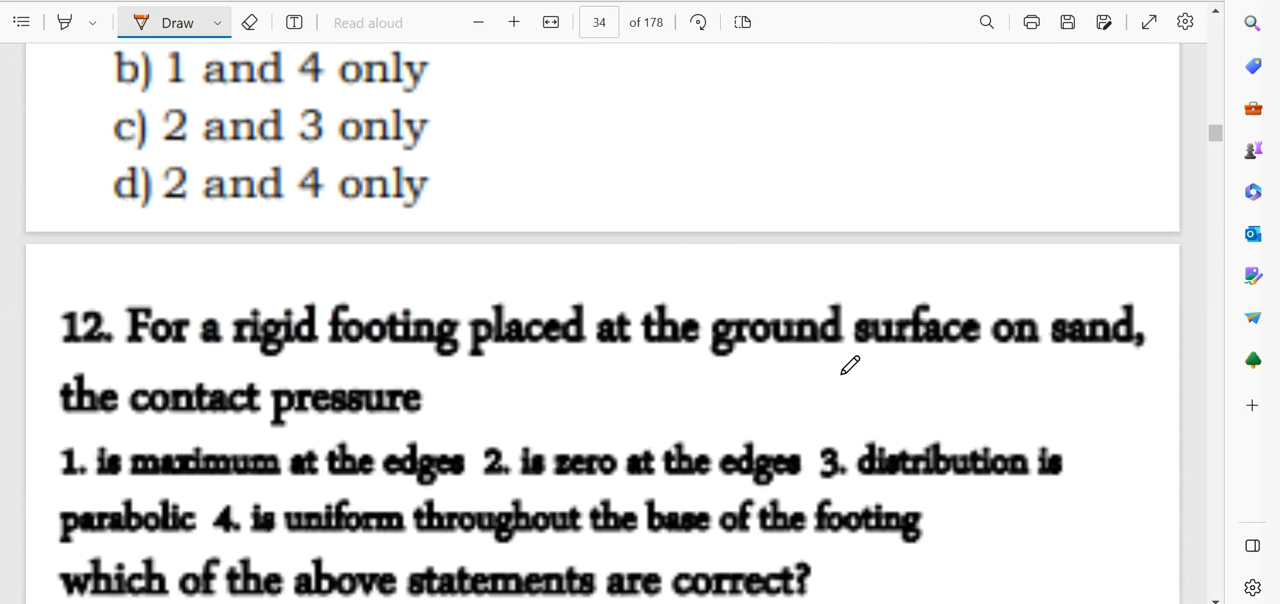 Draw
Read aloud
34 of 178
b) 1 and 4 only
c) 2 and 3 only
d) 2 and 4 only
12. For a rigid footing placed at the ground surface on sand,
the contact pressure
1. is maximum at the edges 2. is zero at the edges 3. distribution is
parabolic 4. is uniform throughout the base of the footing
which of the above statements are correct?